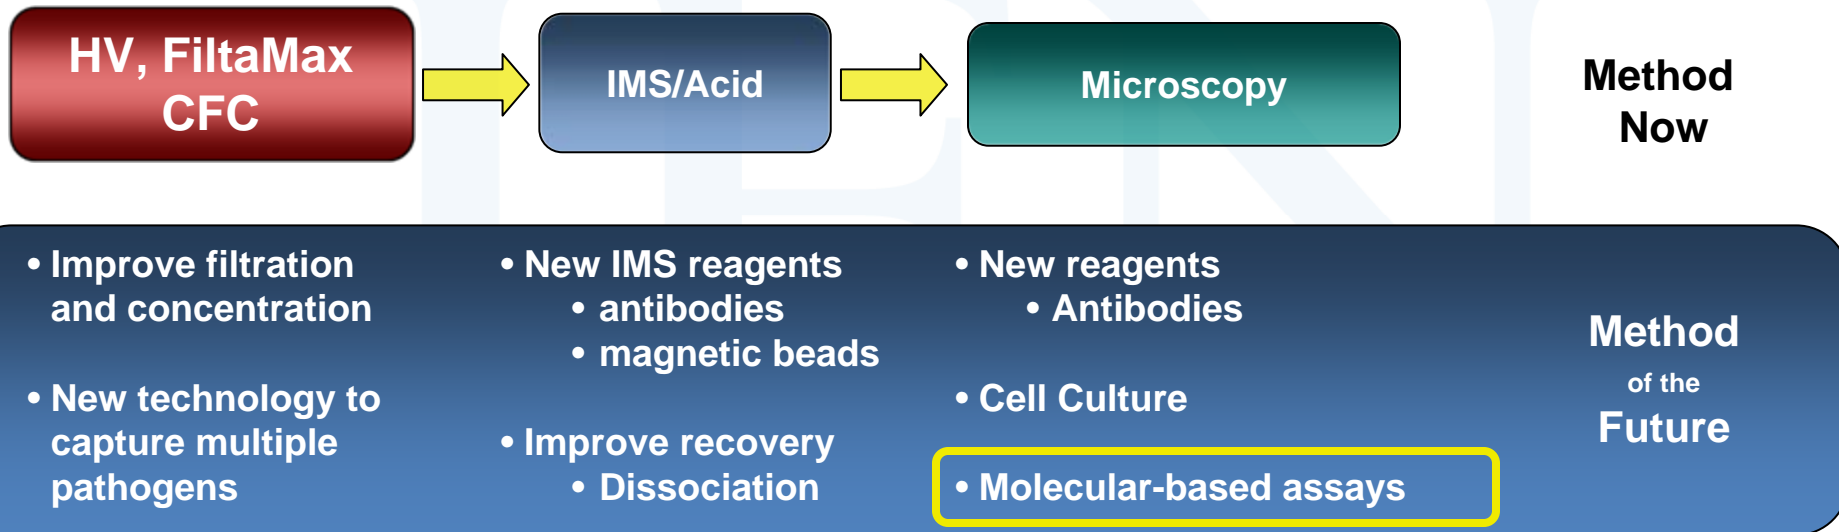 HV, FiltaMax
CFC
IMS/Acid
Microscopy
Method
Now
• Improve filtration
and concentration
• New technology to
capture multiple
pathogens
• New IMS reagents
• antibodies
• magnetic beads
• Improve recovery
• Dissociation
• New reagents
• Antibodies
• Cell Culture
• Molecular-based assays
Method
of the
Future